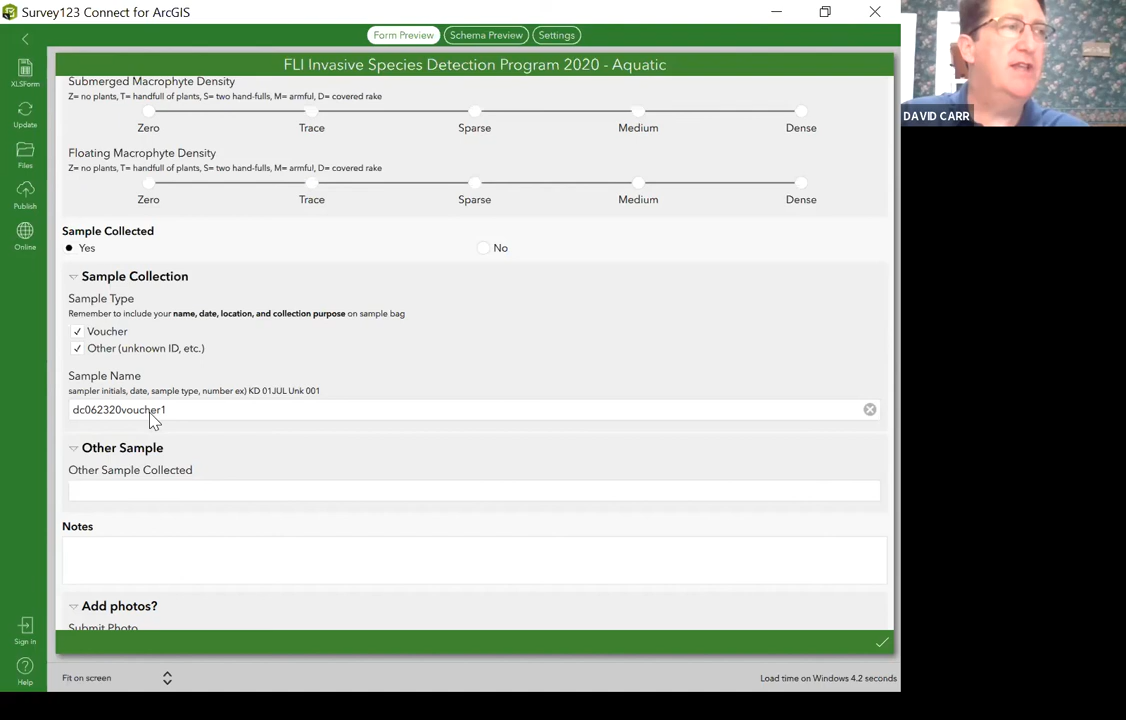 Survey123 Connect for ArcGIS
DAVID CARR
Form Preview
Schema Preview
Settings
XLSForm
Update
Files
Publish
Online
Sign in
Help
FLI Invasive Species Detection Program 2020 - Aquatic
Submerged Macrophyte Density
Z= no plants, T= handfull of plants, S= two hand-fulls, M= armful, D= covered rake
Zero Trace Sparse Medium Dense
Floating Macrophyte Density
Z= no plants, T= handfull of plants, S= two hand-fulls, M= armful, D= covered rake
Zero Trace Sparse Medium Dense
Sample Collected
Yes No
Sample Collection
Sample Type
Remember to include your name, date, location, and collection purpose on sample bag
Voucher
Other (unknown ID, etc.)
Sample Name
sampler initials, date, sample type, number ex) KD 01JUL Unk 001
dc062320voucher1
Other Sample
Other Sample Collected
Notes
Add photos?
Submit Photo
Fit on screen
Load time on Windows 4.2 seconds